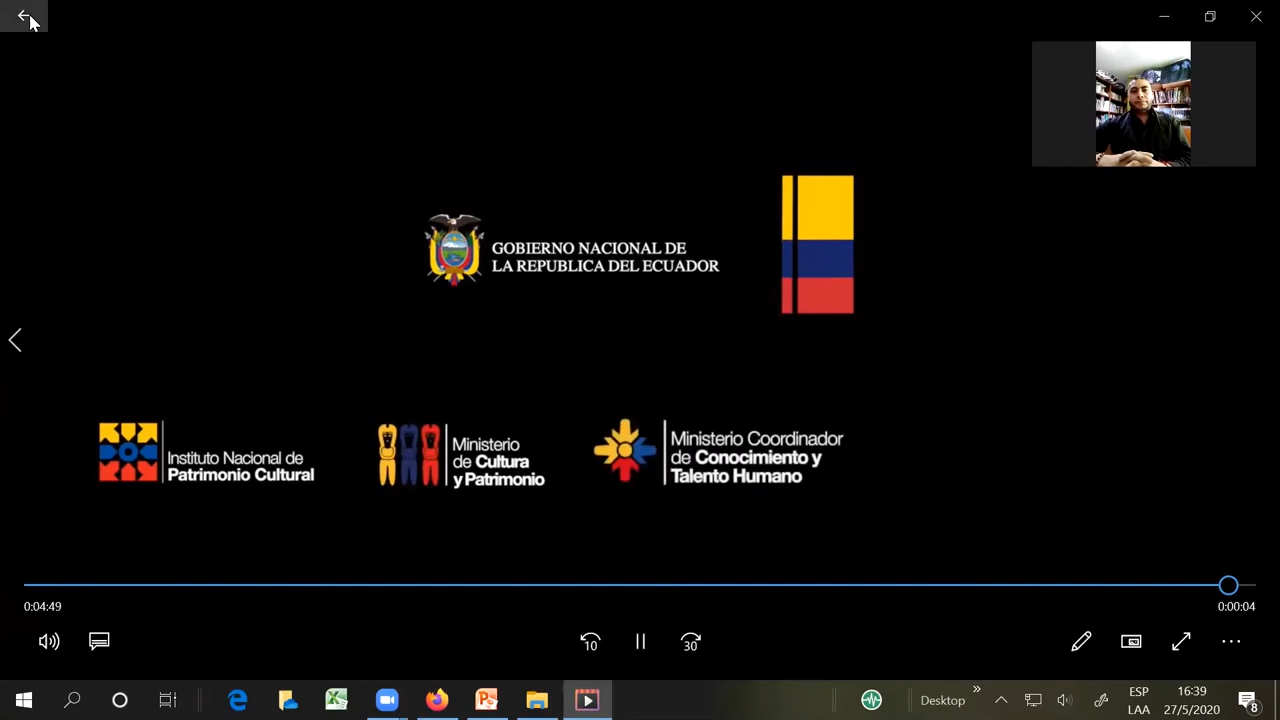 GOBIERNO NACIONAL DE
LA REPUBLICA DEL ECUADOR
Instituto Nacional de
Patrimonio Cultural
Ministerio
de Cultura
y Patrimonio
Ministerio Coordinador
de Conocimiento y
Talento Humano
0:04:49
0:00:04
10
30
Desktop
ESP
LAA
16:39
27/5/2020
8